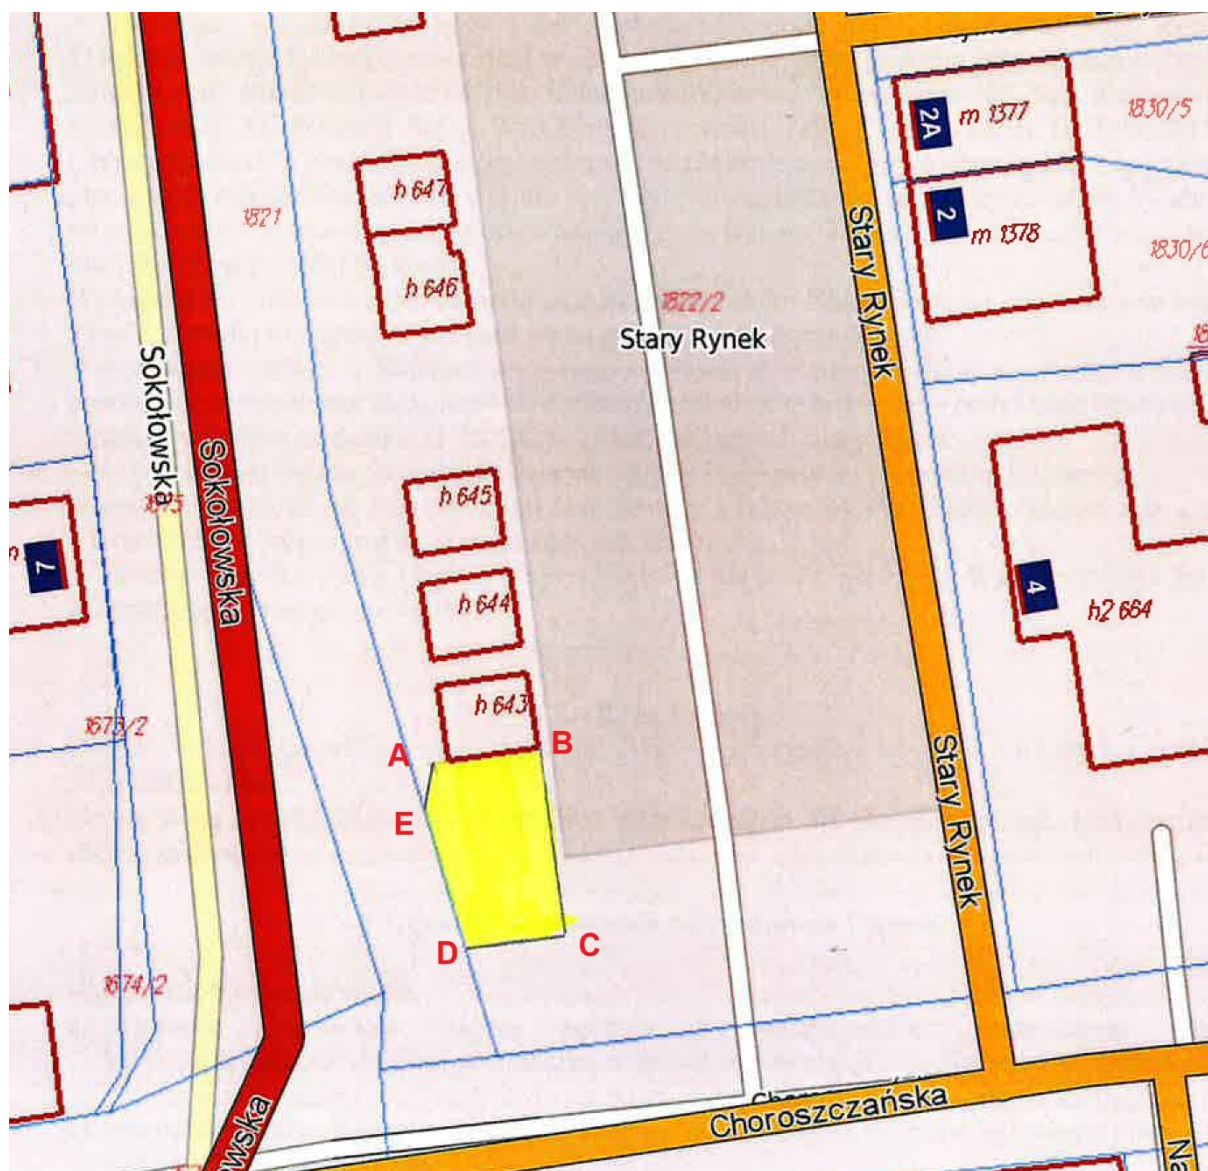 2A
m 1377
1830/5
h 647
1821
2
m 1378
1830/6
h 646
1822/2
Stary Rynek
Stary Rynek
Sokołowska
Sokołowska
h 645
7
h 644
4
h2 664
h 643
1673/2
A
B
E
Stary Rynek
C
D
1674/2
Choroszczańska